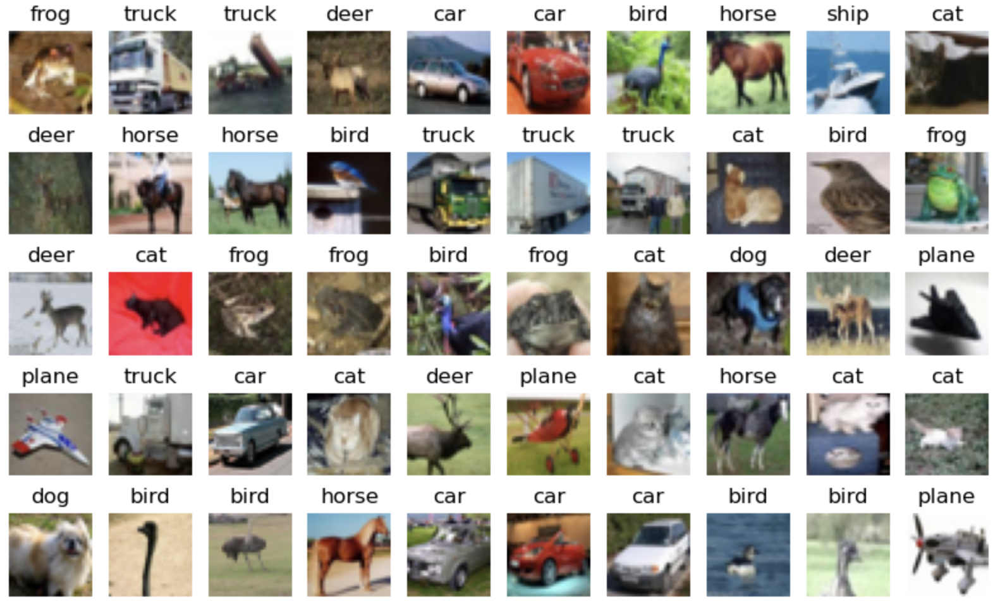 frog truck truck deer car car bird horse ship cat
deer horse horse bird truck truck truck cat bird frog
deer cat frog frog bird frog cat dog deer plane
plane truck car cat deer plane cat horse cat cat
dog bird bird horse car car car bird bird plane